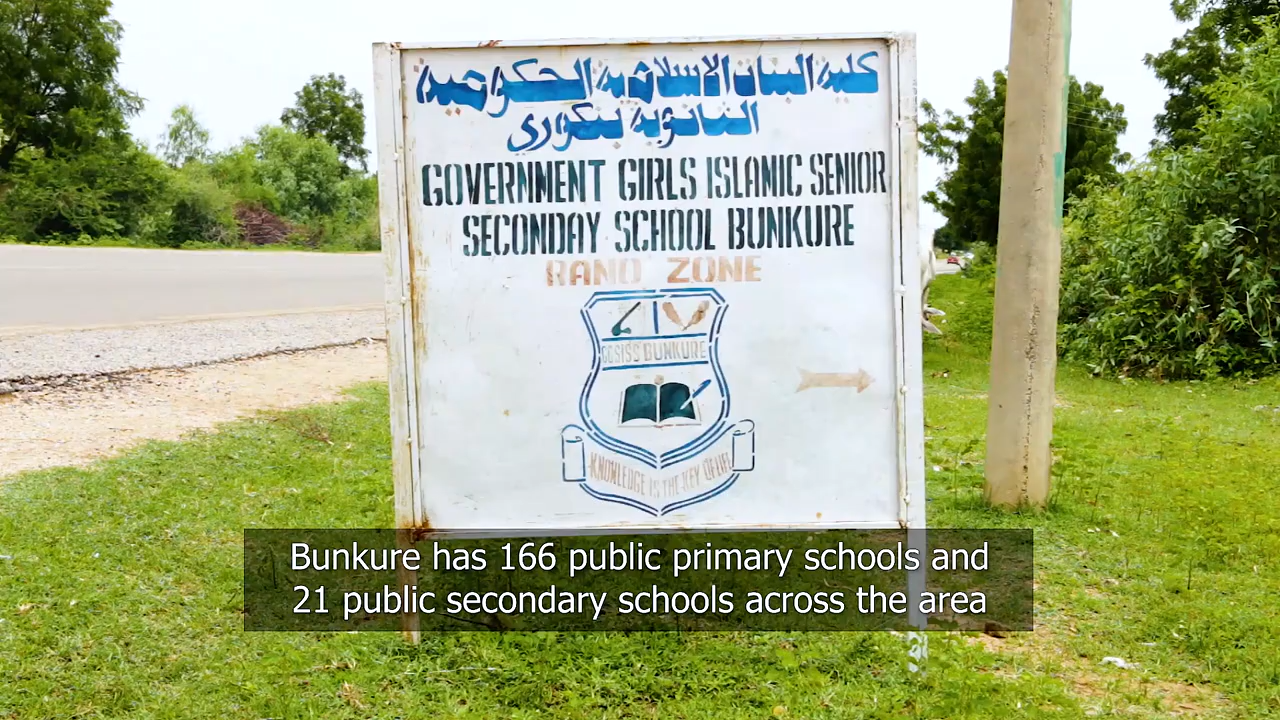 كلية البنات الاسلامية الحكومية
الثانوية بنكوري
GOVERNMENT GIRLS ISLAMIC SENIOR
SECONDAY SCHOOL BUNKURE
RANO ZONE
GGSISS BUNKURE
KNOWLEDGE IS THE KEY OF LIFE
Bunkure has 166 public primary schools and
21 public secondary schools across the area